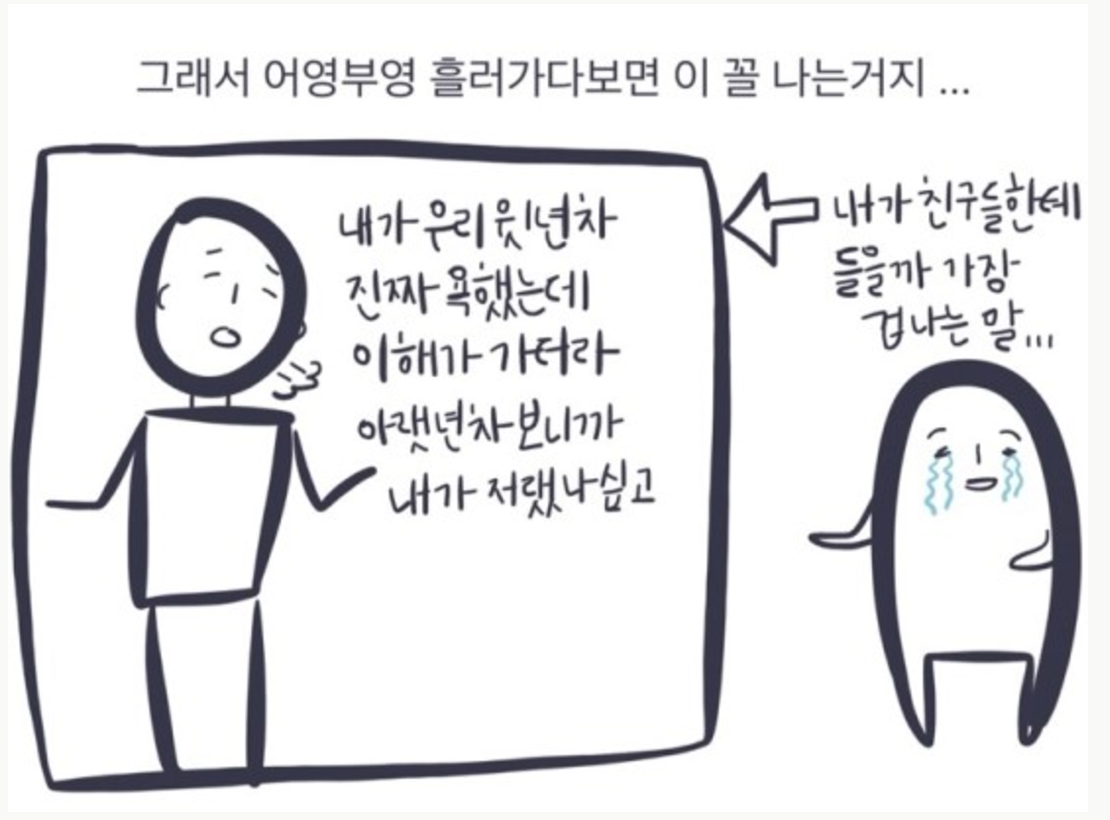 그래서 어영부영 흘러가다보면 이 꼴 나는거지 ...
내가 우리 윗년차
진짜 욕했는데
이해가 가더라
아랫년차보니까
내가 저랬나싶고
내가 친구들한테
들을까 가장
겁나는 말...